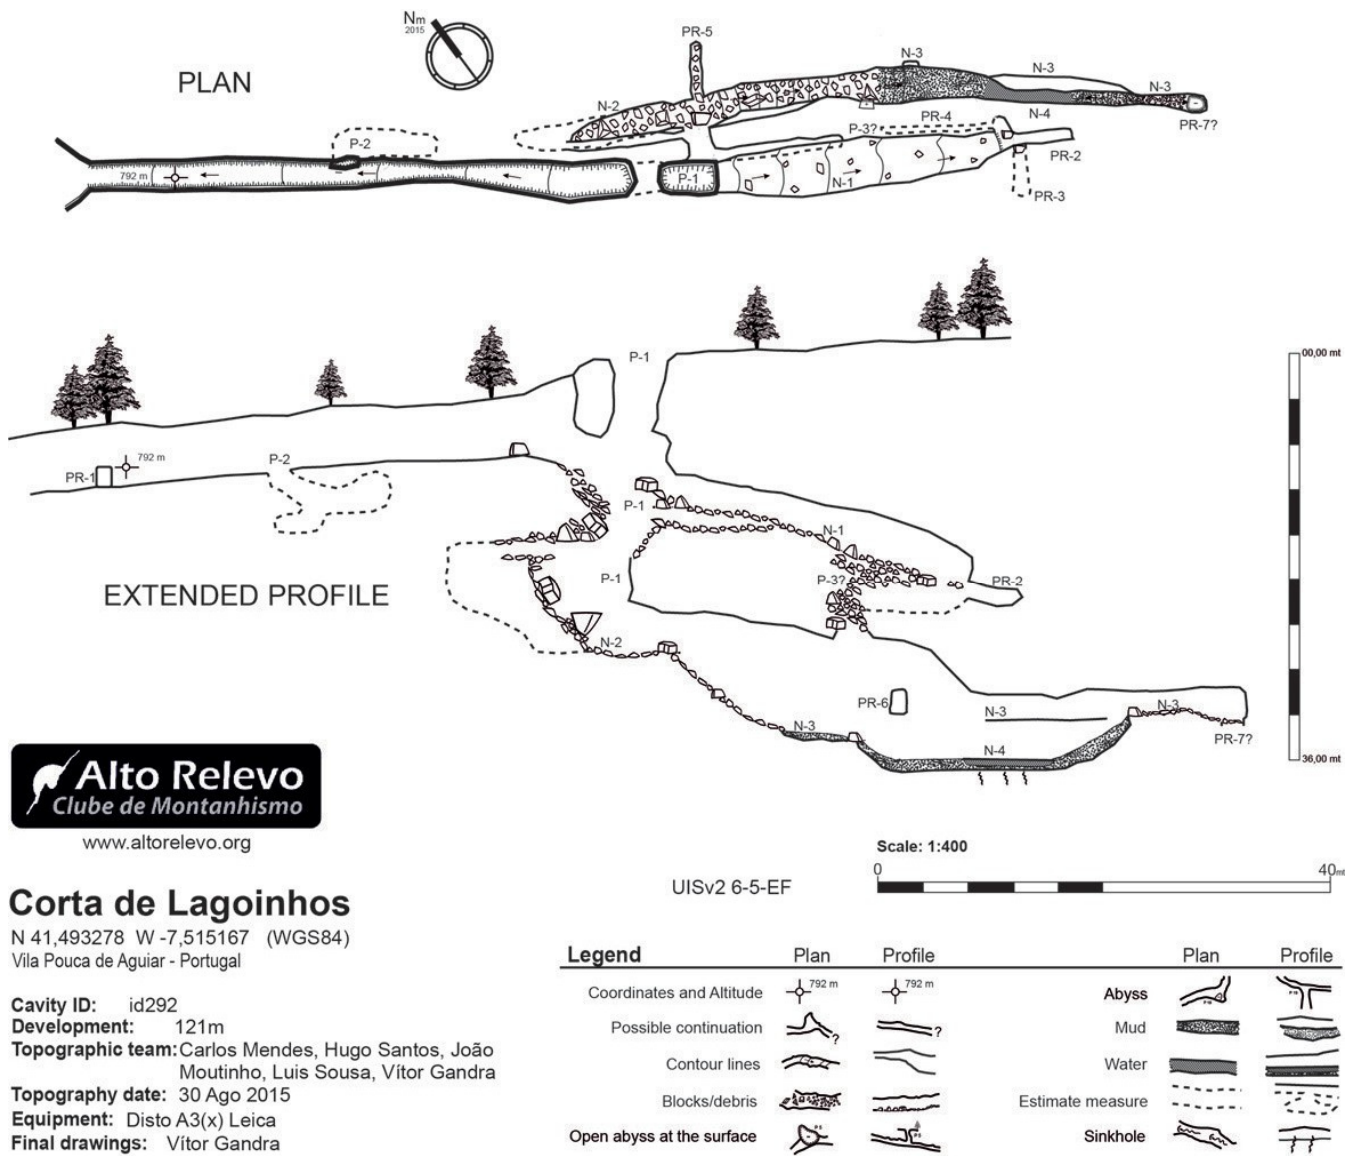 Nm
2015
PLAN
PR-5
N-3
N-3
N-3
N-2
P-3?
PR-4
N-4
PR-7?
P-2
PR-2
792 m
P-1
N-1
PR-3
P-1
00,00 mt
P-2
792 m
PR-1
P-1
N-1
EXTENDED PROFILE
P-1
P-3?
PR-2
N-2
PR-6
N-3
N-3
N-3
N-4
PR-7?
36,00 mt
Alto Relevo
Clube de Montanhismo
www.altorelevo.org
Scale: 1:400
0
40mt
UISv2 6-5-EF
Corta de Lagoinhos
N 41,493278 W -7,515167 (WGS84)
Vila Pouca de Aguiar - Portugal
Cavity ID: id292
Development: 121m
Topographic team: Carlos Mendes, Hugo Santos, João
Moutinho, Luis Sousa, Vítor Gandra
Topography date: 30 Ago 2015
Equipment: Disto A3(x) Leica
Final drawings: Vítor Gandra
Legend Plan Profile Plan Profile
Coordinates and Altitude 792 m 792 m
Abyss
Possible continuation ? ?
Mud
Contour lines
Water
Blocks/debris
Estimate measure
Open abyss at the surface
Sinkhole